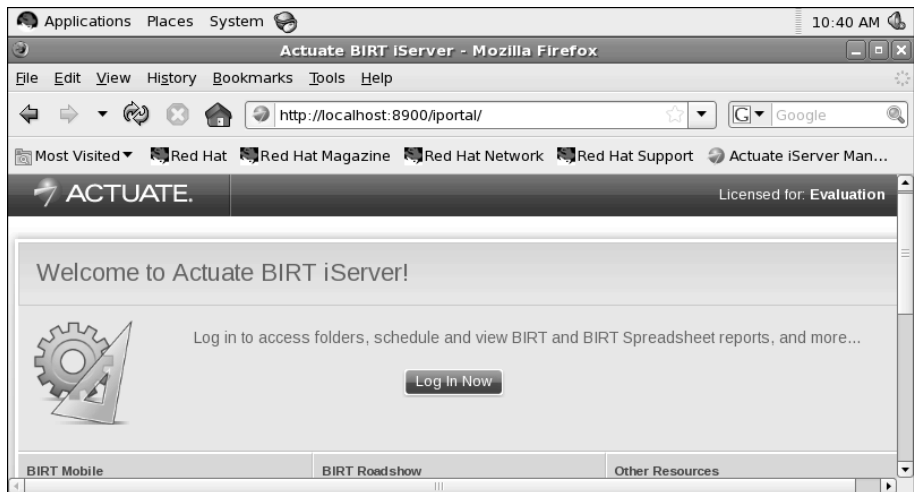 Applications Places System 10:40 AM
Actuate BIRT iServer - Mozilla Firefox
File Edit View History Bookmarks Tools Help
http://localhost:8900/iportal/ G Google
Most Visited Red Hat Red Hat Magazine Red Hat Network Red Hat Support Actuate iServer Man...
ACTUATE. Licensed for: Evaluation
Welcome to Actuate BIRT iServer!
Log in to access folders, schedule and view BIRT and BIRT Spreadsheet reports, and more...
Log In Now
BIRT Mobile BIRT Roadshow Other Resources